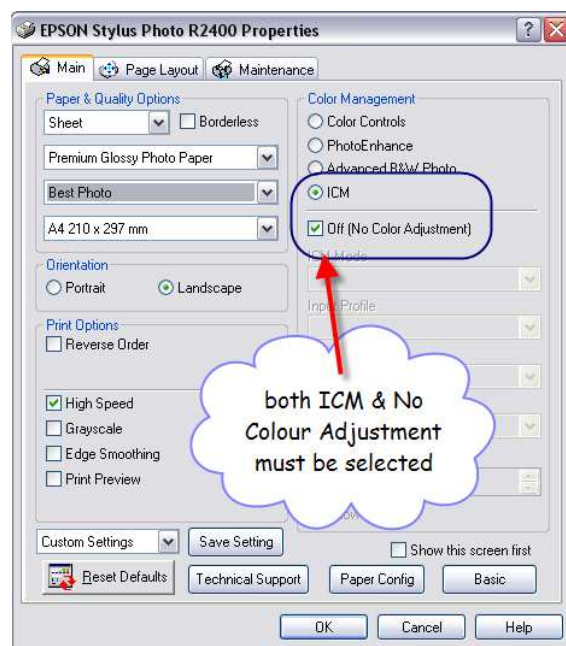 EPSON Stylus Photo R2400 Properties
Main
Page Layout
Maintenance
Paper & Quality Options
Sheet
Borderless
Premium Glossy Photo Paper
Best Photo
A4 210 x 297 mm
Orientation
Portrait
Landscape
Print Options
Reverse Order
High Speed
Grayscale
Edge Smoothing
Print Preview
Color Management
Color Controls
PhotoEnhance
Advanced B&W Photo
ICM
Off (No Color Adjustment)
ICM Mode
Input Profile
both ICM & No
Colour Adjustment
must be selected
Custom Settings
Save Setting
Show this screen first
Reset Defaults
Technical Support
Paper Config
Basic
OK
Cancel
Help